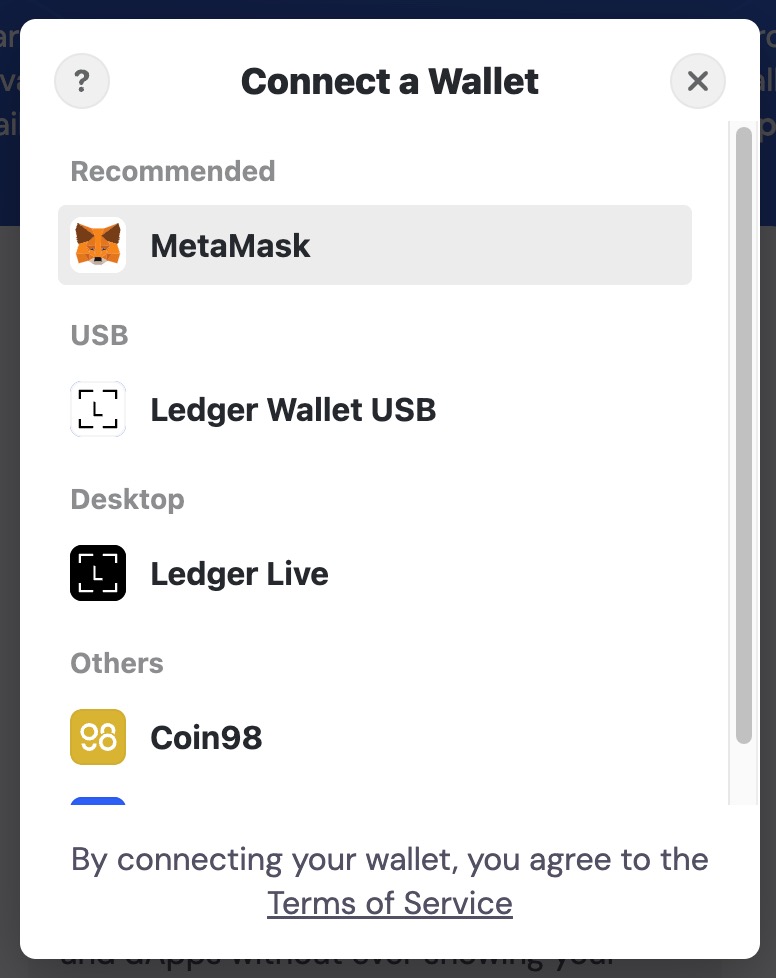 ?
Connect a Wallet
Recommended
MetaMask
USB
Ledger Wallet USB
Desktop
Ledger Live
Others
98
Coin98
By connecting your wallet, you agree to the
Terms of Service